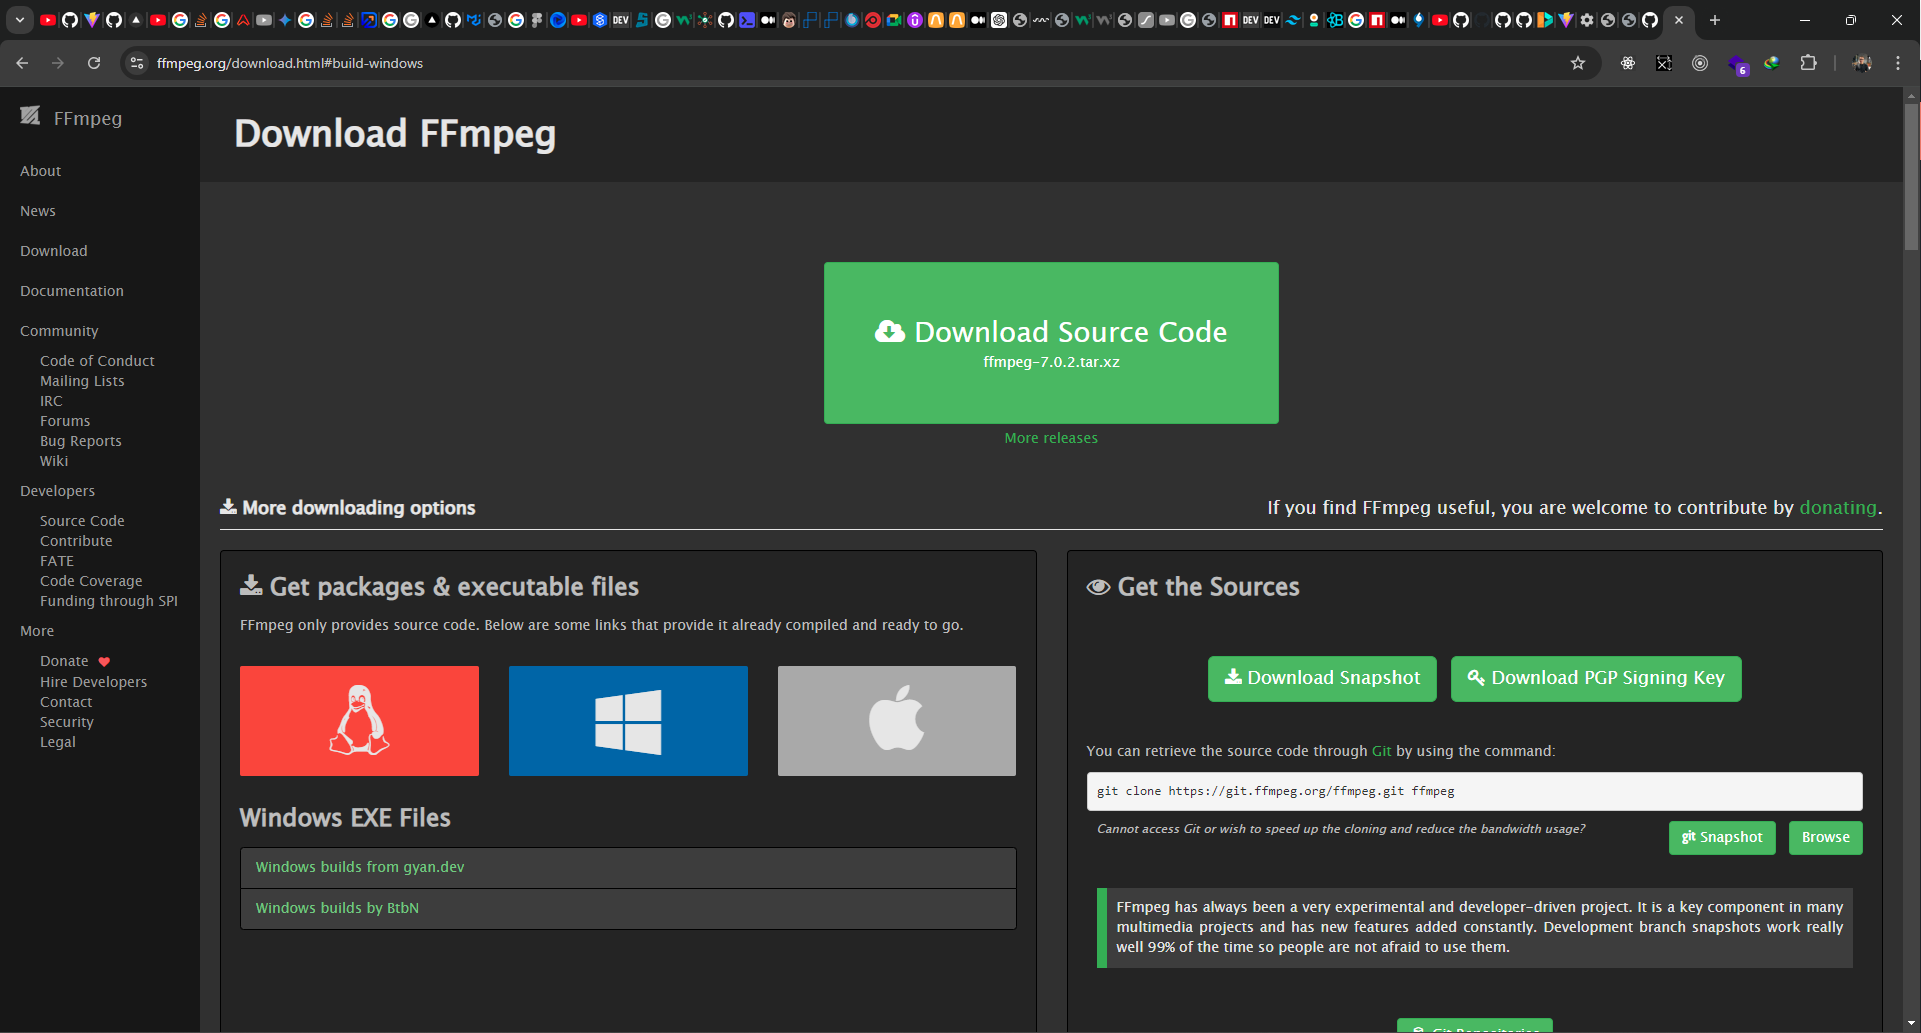 DEV
DEV
DEV
ffmpeg.org/download.html#build-windows
6
FFmpeg
About
News
Download
Documentation
Community
Code of Conduct
Mailing Lists
IRC
Forums
Bug Reports
Wiki
Developers
Source Code
Contribute
FATE
Code Coverage
Funding through SPI
More
Donate
Hire Developers
Contact
Security
Legal
Download FFmpeg
Download Source Code
ffmpeg-7.0.2.tar.xz
More releases
More downloading options
If you find FFmpeg useful, you are welcome to contribute by donating.
Get packages & executable files
FFmpeg only provides source code. Below are some links that provide it already compiled and ready to go.
Windows EXE Files
Windows builds from gyan.dev
Windows builds by BtbN
Get the Sources
Download Snapshot
Download PGP Signing Key
You can retrieve the source code through Git by using the command:
git clone https://git.ffmpeg.org/ffmpeg.git ffmpeg
Cannot access Git or wish to speed up the cloning and reduce the bandwidth usage?
git Snapshot
Browse
FFmpeg has always been a very experimental and developer-driven project. It is a key component in many
multimedia projects and has new features added constantly. Development branch snapshots work really
well 99% of the time so people are not afraid to use them.
Git Repositories